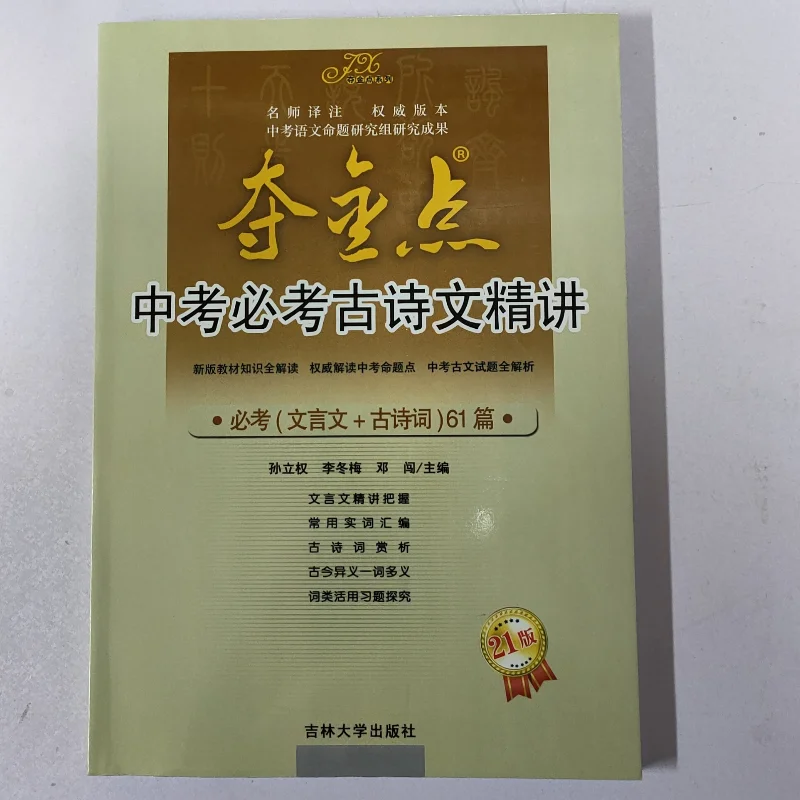 JX
夺金点系列
名师译注 权威版本
中考语文命题研究组研究成果
夺金点®
中考必考古诗文精讲
新版教材知识全解读 权威解读中考命题点 中考古文试题全解析
•必考(文言文+古诗词)61篇•
孙立权 李冬梅 邓 闯/主编
文言文精讲把握
常用实词汇编
古诗词赏析
古今异义一词多义
词类活用习题探究
21版
吉林大学出版社